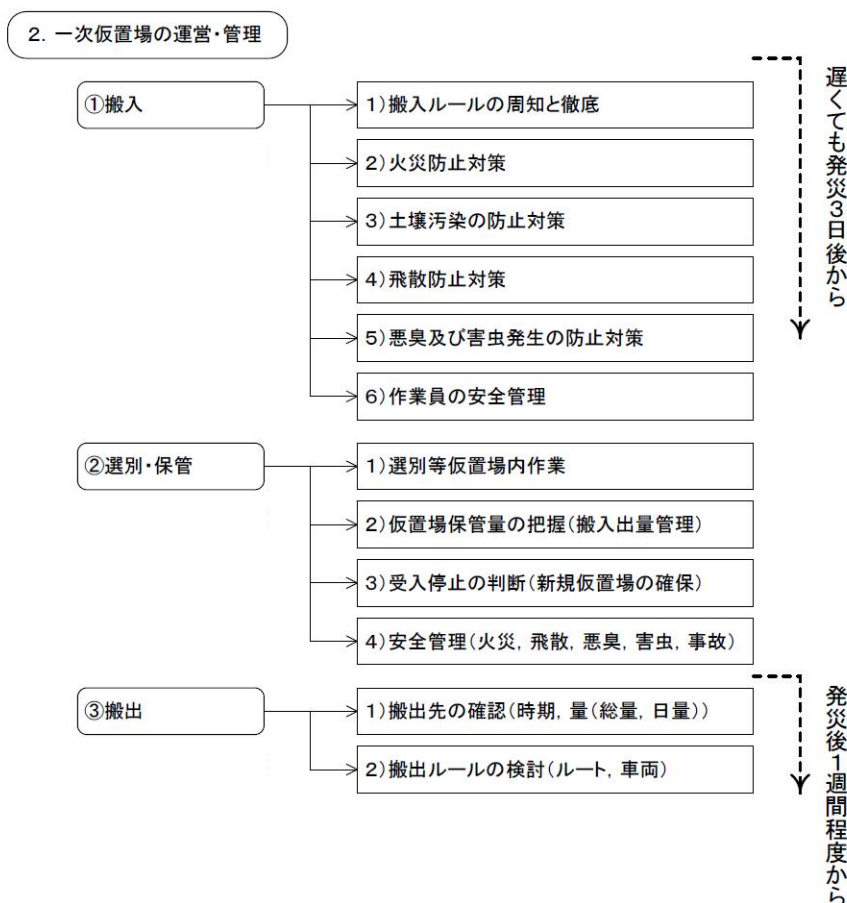 2．一次仮置場の運営・管理
①搬入
1）搬入ルールの周知と徹底
2）火災防止対策
3）土壌汚染の防止対策
4）飛散防止対策
5）悪臭及び害虫発生の防止対策
6）作業員の安全管理
遅くても発災3日後から
②選別・保管
1）選別等仮置場内作業
2）仮置場保管量の把握（搬入出量管理）
3）受入停止の判断（新規仮置場の確保）
4）安全管理（火災，飛散，悪臭，害虫，事故）
③搬出
1）搬出先の確認（時期，量（総量，日量））
2）搬出ルールの検討（ルート，車両）
発災後1週間程度から